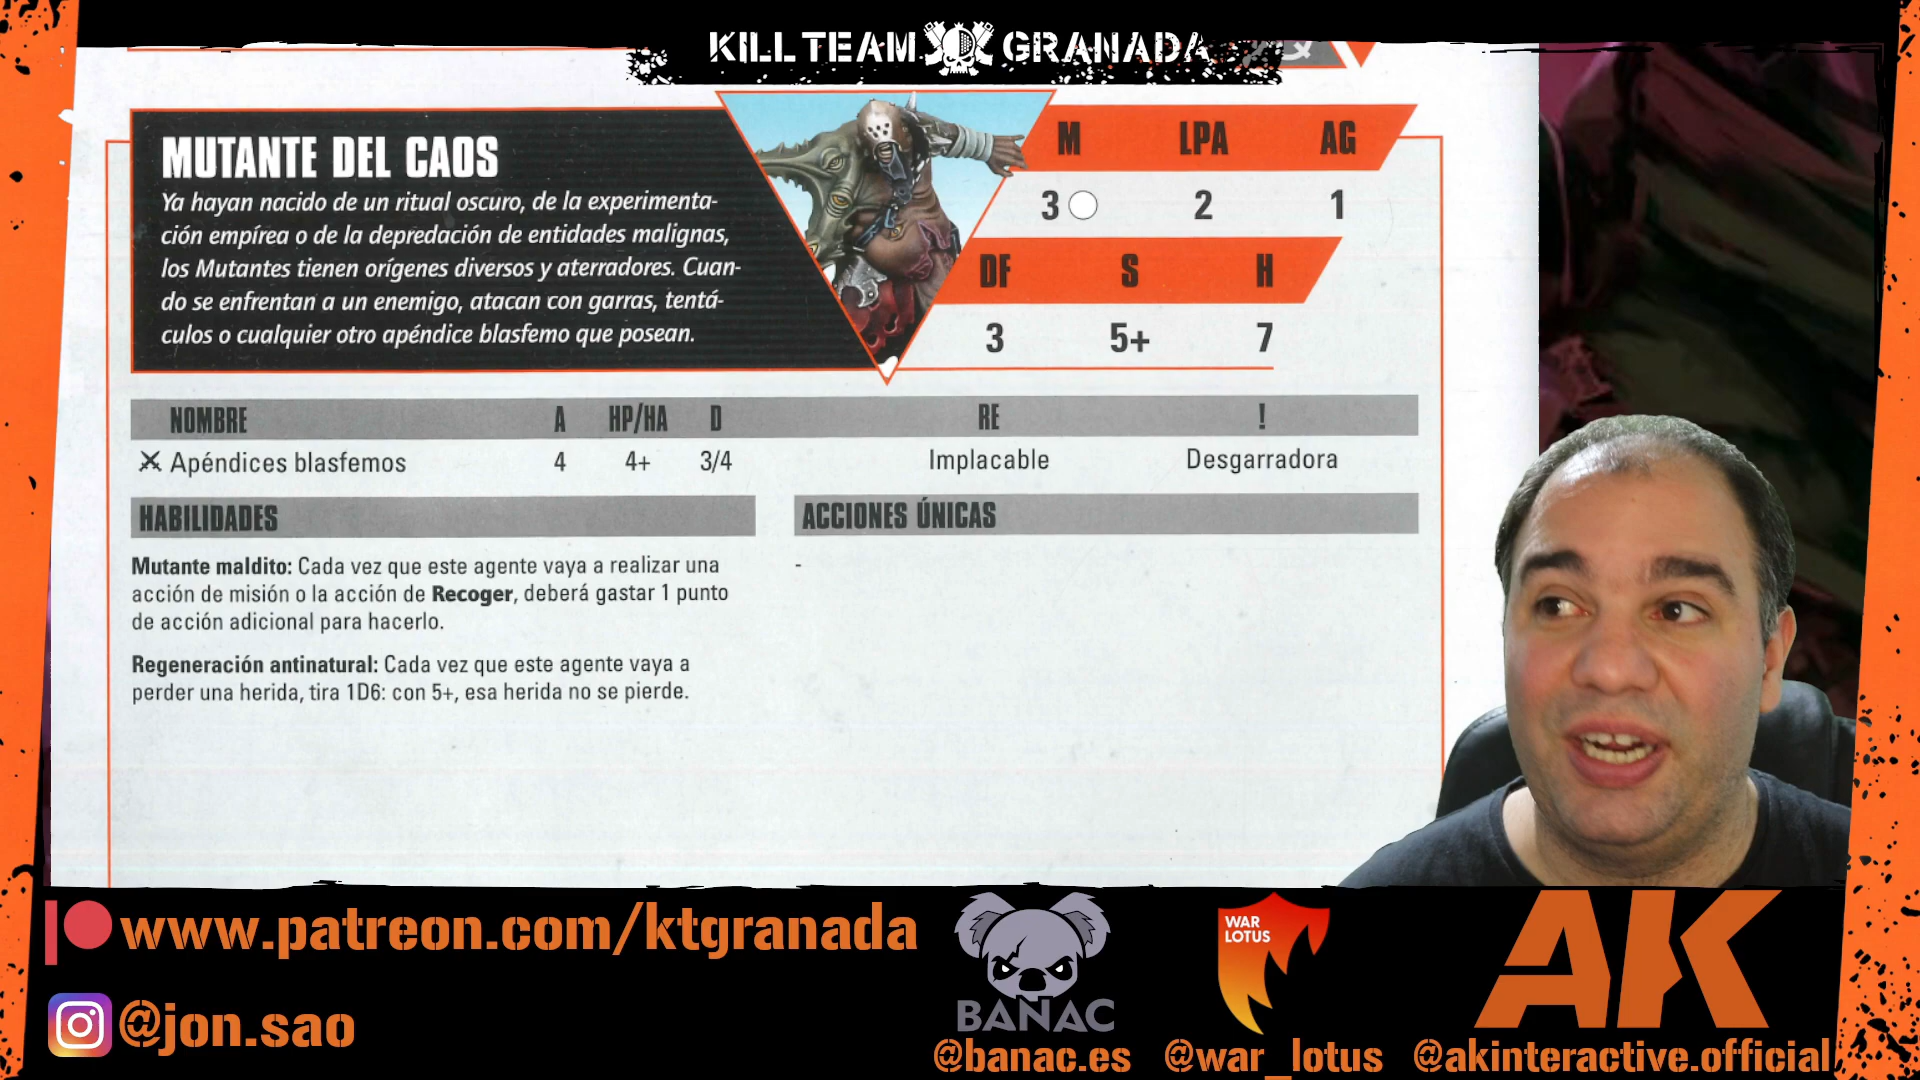 KILL TEAM GRANADA
MUTANTE DEL CAOS
Ya hayan nacido de un ritual oscuro, de la experimenta-
ción empírea o de la depredación de entidades malignas,
los Mutantes tienen orígenes diversos y aterradores. Cuan-
do se enfrentan a un enemigo, atacan con garras, tentá-
culos o cualquier otro apéndice blasfemo que posean.
M LPA AG
3 2 1
DF S H
3 5+ 7
NOMBRE A HP/HA D RE !
Apéndices blasfemos 4 4+ 3/4 Implacable Desgarradora
HABILIDADES
Mutante maldito: Cada vez que este agente vaya a realizar una
acción de misión o la acción de Recoger, deberá gastar 1 punto
de acción adicional para hacerlo.
Regeneración antinatural: Cada vez que este agente vaya a
perder una herida, tira 1D6: con 5+, esa herida no se pierde.
ACCIONES ÚNICAS
-
www.patreon.com/ktgranada
@jon.sao
BANAC
@banac.es
WAR
LOTUS
@war_lotus
AK
@akinteractive.official